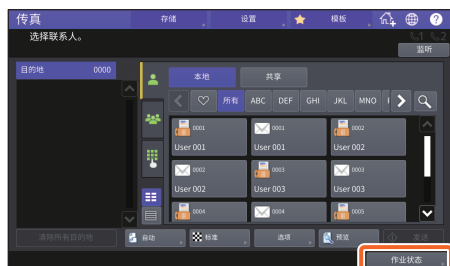 传真 存储 设置 模板
选择联系人。
1 2
监听
目的地 0000
本地 共享
所有 ABC DEF GHI JKL MNO
0001 0001 0002
User 001 User 001 User 002
0002 0003 0003
User 002 User 003 User 003
0004 0004 0005
清除所有目的地 自动 标准 选项 预览 发送
作业状态